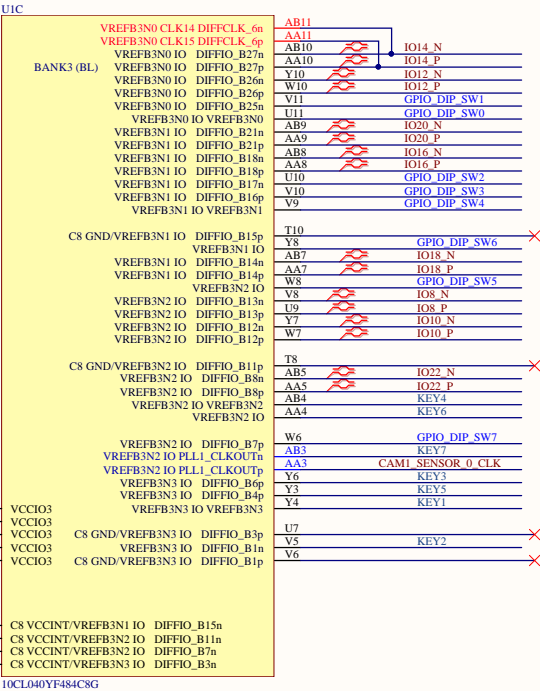 U1C
VREFB3N0 CLK14 DIFFCLK_6n AB11
VREFB3N0 CLK15 DIFFCLK_6p AA11
VREFB3N0 IO DIFFIO_B27n AB10 IO14_N
BANK3 (BL) VREFB3N0 IO DIFFIO_B27p AA10 IO14_P
VREFB3N0 IO DIFFIO_B26n Y10 IO12_N
VREFB3N0 IO DIFFIO_B26p W10 IO12_P
VREFB3N0 IO DIFFIO_B25n V11 GPIO_DIP_SW1
VREFB3N0 IO VREFB3N0 U11 GPIO_DIP_SW0
VREFB3N1 IO DIFFIO_B21n AB9 IO20_N
VREFB3N1 IO DIFFIO_B21p AA9 IO20_P
VREFB3N1 IO DIFFIO_B18n AB8 IO16_N
VREFB3N1 IO DIFFIO_B18p AA8 IO16_P
VREFB3N1 IO DIFFIO_B17n U10 GPIO_DIP_SW2
VREFB3N1 IO DIFFIO_B16p V10 GPIO_DIP_SW3
VREFB3N1 IO VREFB3N1 V9 GPIO_DIP_SW4
C8 GND/VREFB3N1 IO DIFFIO_B15p T10
VREFB3N1 IO Y8 GPIO_DIP_SW6
VREFB3N1 IO DIFFIO_B14n AB7 IO18_N
VREFB3N1 IO DIFFIO_B14p AA7 IO18_P
VREFB3N2 IO W8 GPIO_DIP_SW5
VREFB3N2 IO DIFFIO_B13n V8 IO8_N
VREFB3N2 IO DIFFIO_B13p U9 IO8_P
VREFB3N2 IO DIFFIO_B12n Y7 IO10_N
VREFB3N2 IO DIFFIO_B12p W7 IO10_P
C8 GND/VREFB3N2 IO DIFFIO_B11p T8
VREFB3N2 IO DIFFIO_B8n AB5 IO22_N
VREFB3N2 IO DIFFIO_B8p AA5 IO22_P
VREFB3N2 IO VREFB3N2 AB4 KEY4
VREFB3N2 IO AA4 KEY6
VREFB3N2 IO DIFFIO_B7p W6 GPIO_DIP_SW7
VREFB3N2 IO PLL1_CLKOUTn AB3 KEY7
VREFB3N2 IO PLL1_CLKOUTp AA3 CAM1_SENSOR_0_CLK
VREFB3N3 IO DIFFIO_B6p Y6 KEY3
VREFB3N3 IO DIFFIO_B4p Y3 KEY5
VCCIO3 VREFB3N3 IO VREFB3N3 Y4 KEY1
VCCIO3
VCCIO3 C8 GND/VREFB3N3 IO DIFFIO_B3p U7
VCCIO3 VREFB3N3 IO DIFFIO_B1n V5 KEY2
VCCIO3 C8 GND/VREFB3N3 IO DIFFIO_B1p V6
C8 VCCINT/VREFB3N1 IO DIFFIO_B15n
C8 VCCINT/VREFB3N2 IO DIFFIO_B11n
C8 VCCINT/VREFB3N2 IO DIFFIO_B7n
C8 VCCINT/VREFB3N3 IO DIFFIO_B3n
10CL040YF484C8G